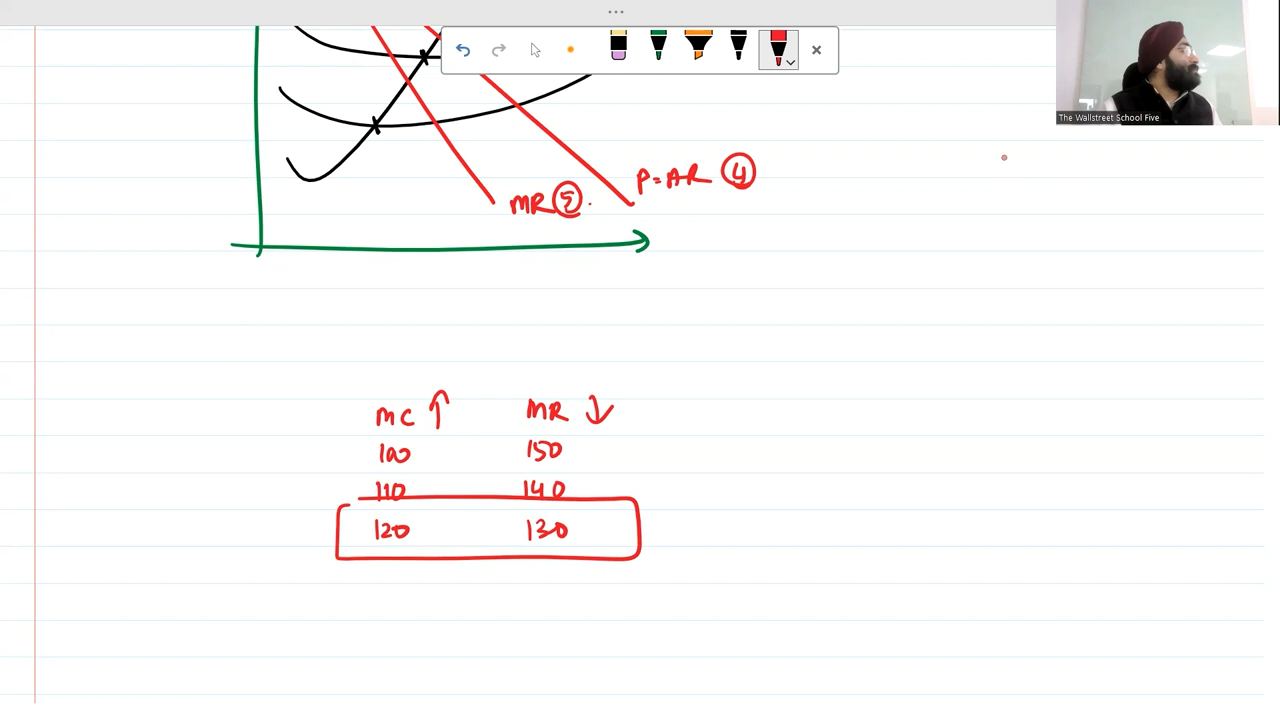 The Wallstreet School Five
P=AR 4
MR 5
MC ↑ MR ↓
100 150
110 140
120 130